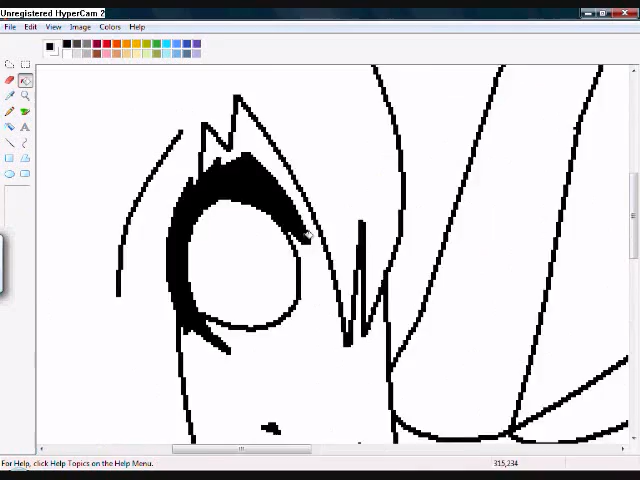 Unregistered HyperCam 2
File Edit View Image Colors Help
A
For Help, click Help Topics on the Help Menu.
315,234